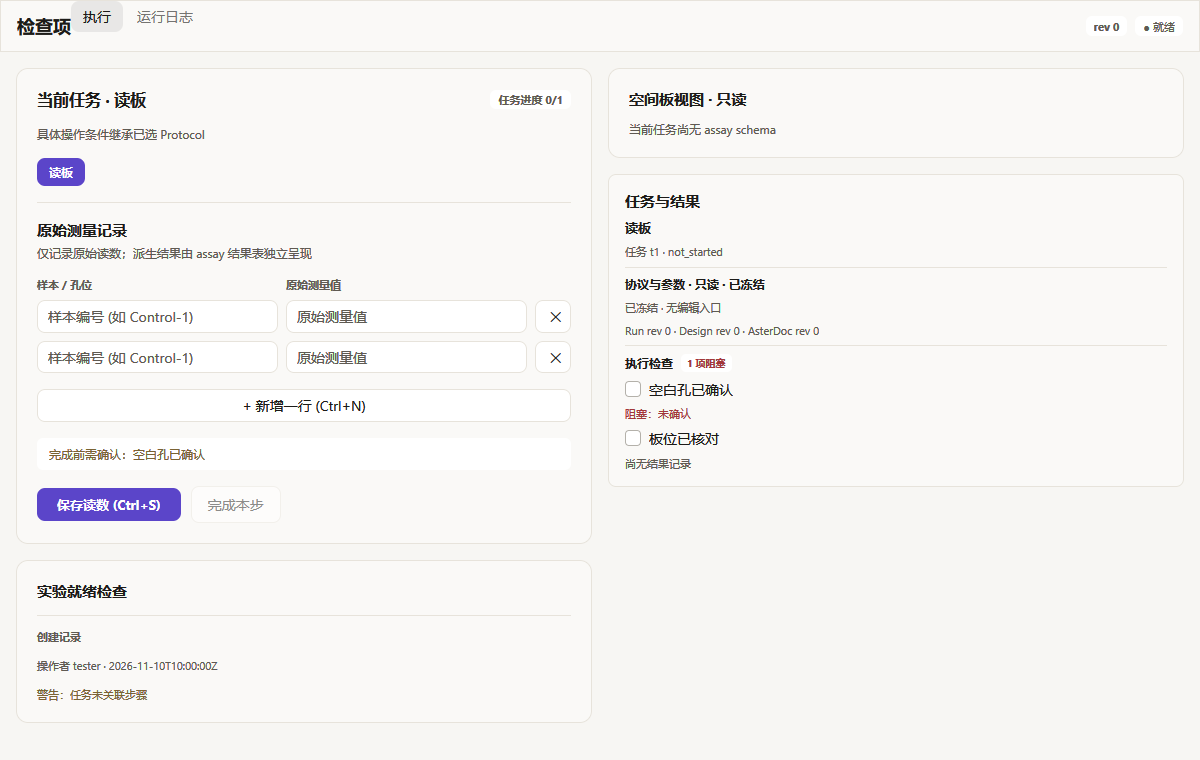 检查项
执行
运行日志
rev 0
● 就绪
当前任务 · 读板
任务进度 0/1
具体操作条件继承已选 Protocol
读板
原始测量记录
仅记录原始读数；派生结果由 assay 结果表独立呈现
样本 / 孔位
原始测量值
样本编号 (如 Control-1)
原始测量值
×
样本编号 (如 Control-1)
原始测量值
×
+ 新增一行 (Ctrl+N)
完成前需确认：空白孔已确认
保存读数 (Ctrl+S)
完成本步
实验就绪检查
创建记录
操作者 tester · 2026-11-10T10:00:00Z
警告：任务未关联步骤
空间板视图 · 只读
当前任务尚无 assay schema
任务与结果
读板
任务 t1 · not_started
协议与参数 · 只读 · 已冻结
已冻结 · 无编辑入口
Run rev 0 · Design rev 0 · AsterDoc rev 0
执行检查
1 项阻塞
空白孔已确认
阻塞：未确认
板位已核对
尚无结果记录